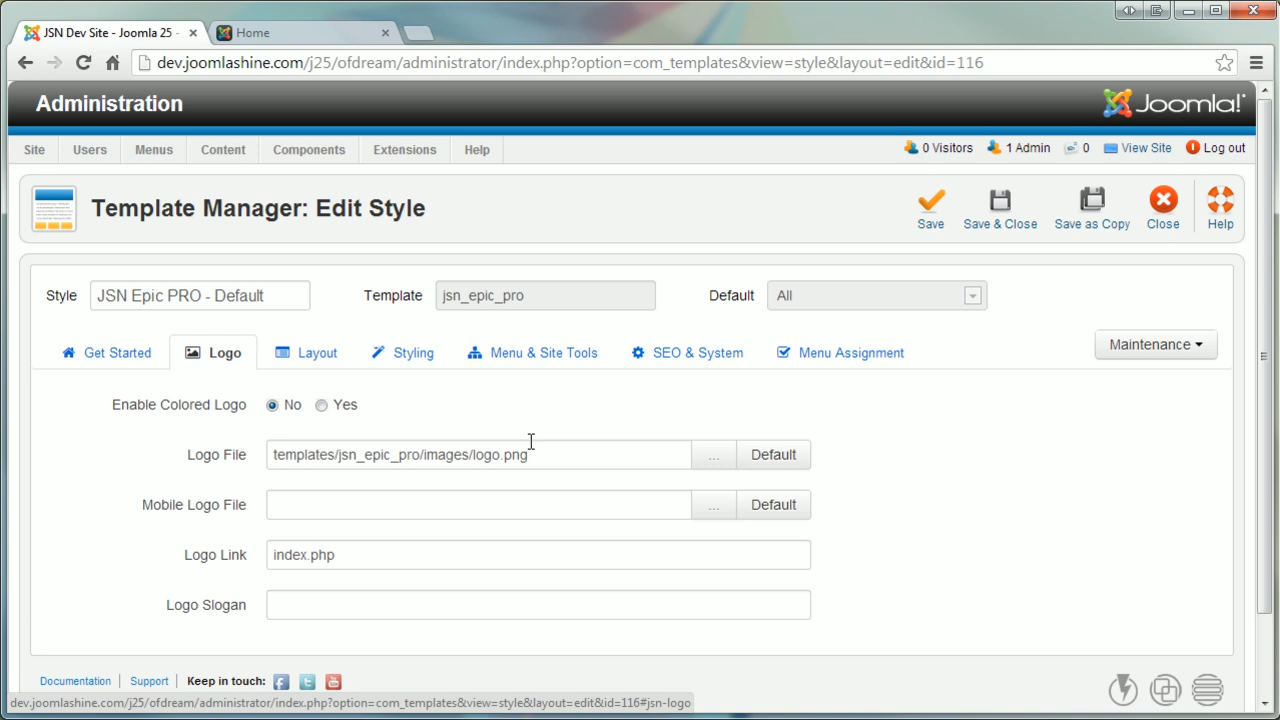 JSN Dev Site - Joomla 25 -
Home
dev.joomlashine.com/j25/ofdream/administrator/index.php?option=com_templates&view=style&layout=edit&id=116
Administration
Joomla!
Site Users Menus Content Components Extensions Help
0 Visitors 1 Admin 0 View Site Log out
Template Manager: Edit Style
Save Save & Close Save as Copy Close Help
Style JSN Epic PRO - Default Template jsn_epic_pro Default All
Get Started Logo Layout Styling Menu & Site Tools SEO & System Menu Assignment Maintenance
Enable Colored Logo No Yes
Logo File templates/jsn_epic_pro/images/logo.png ... Default
Mobile Logo File ... Default
Logo Link index.php
Logo Slogan
Documentation Support Keep in touch:
dev.joomlashine.com/j25/ofdream/administrator/index.php?option=com_templates&view=style&layout=edit&id=116#jsn-logo